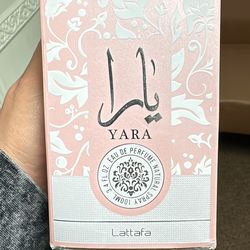 يارا
YARA
3.4 FL.OZ. EAU DE PERFUME NATURAL SPRAY 100ML
Lattafa